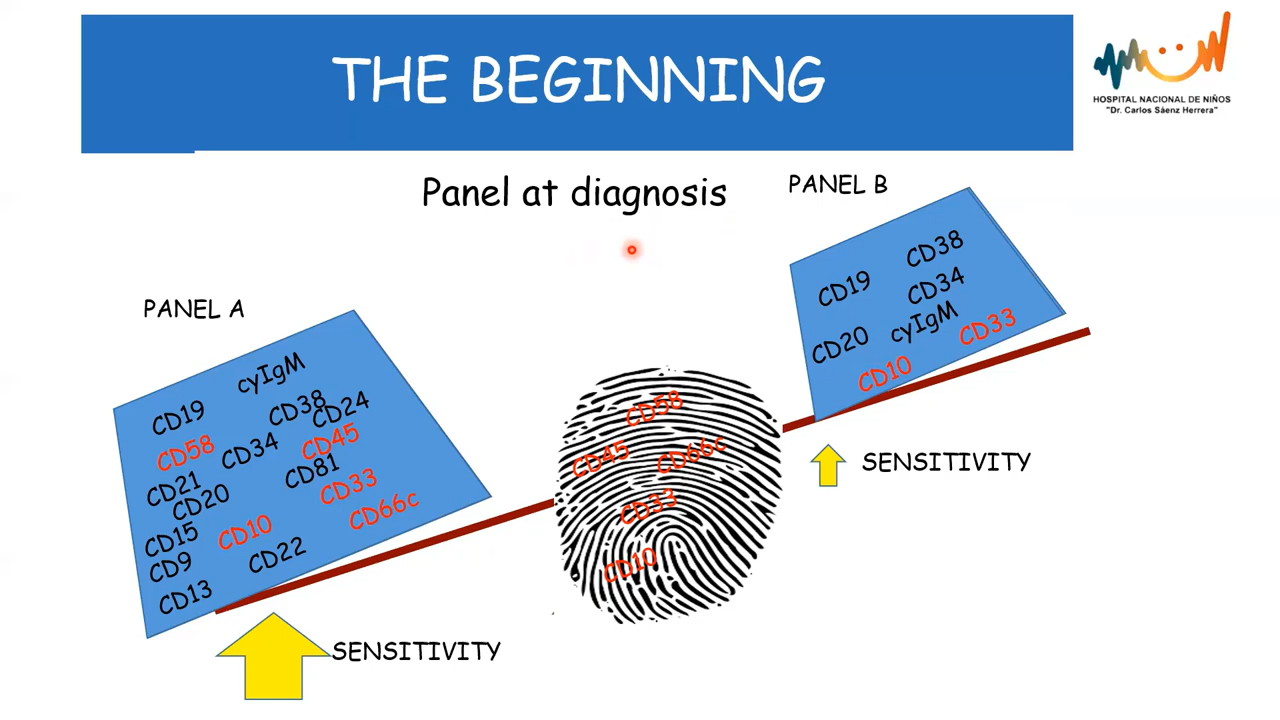 THE BEGINNING
HOSPITAL NACIONAL DE NIÑOS
"Dr. Carlos Sáenz Herrera"
Panel at diagnosis
PANEL B
CD38
CD19
CD34
cyIgM
CD33
CD20
CD10
SENSITIVITY
PANEL A
cyIgM
CD19
CD38
CD24
CD58
CD34
CD45
CD21
CD20
CD81
CD33
CD15
CD10
CD66c
CD9
CD22
CD13
SENSITIVITY
CD58
CD45
CD66c
CD33
CD10